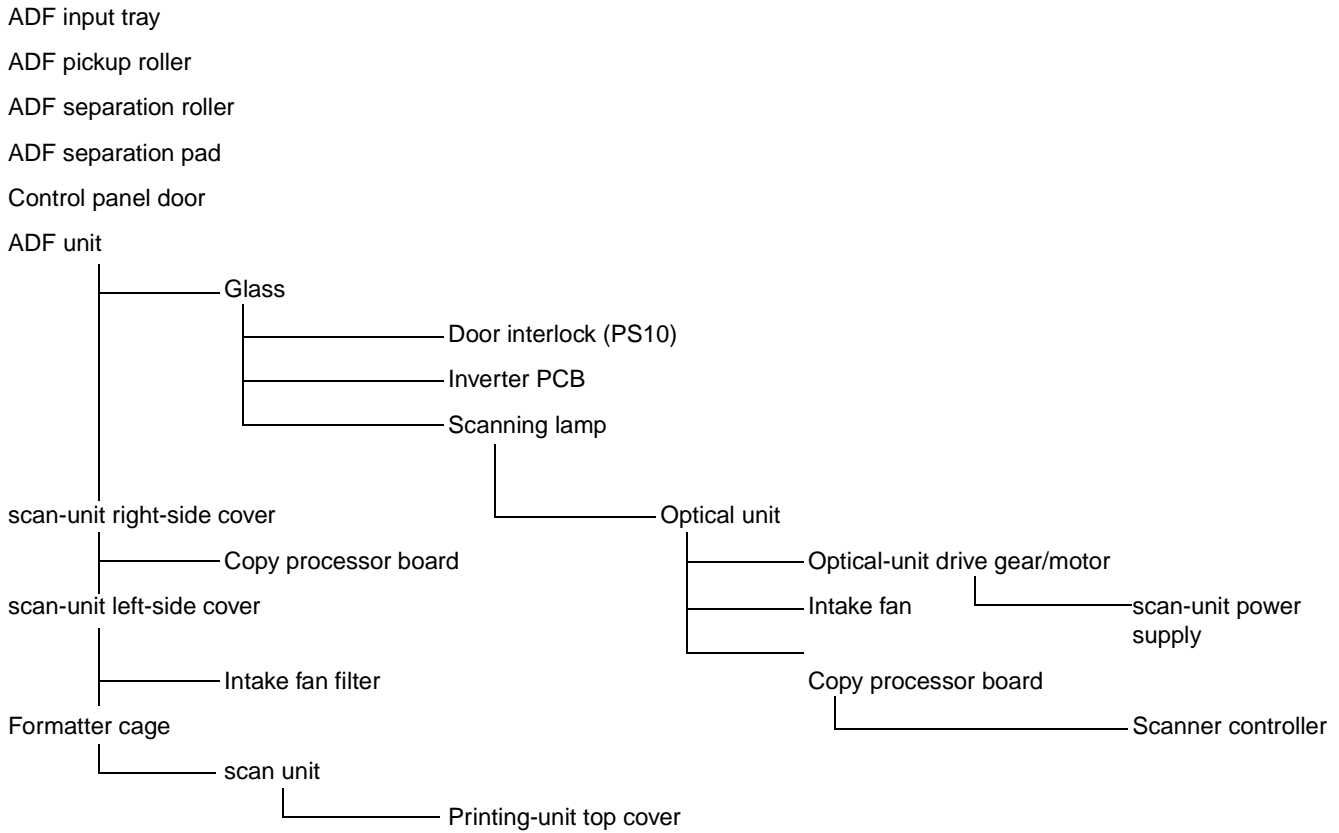 ADF input tray
ADF pickup roller
ADF separation roller
ADF separation pad
Control panel door
ADF unit
Glass
Door interlock (PS10)
Inverter PCB
Scanning lamp
scan-unit right-side cover
Optical unit
Copy processor board
Optical-unit drive gear/motor
scan-unit left-side cover
Intake fan
scan-unit power
supply
Intake fan filter
Copy processor board
Formatter cage
Scanner controller
scan unit
Printing-unit top cover